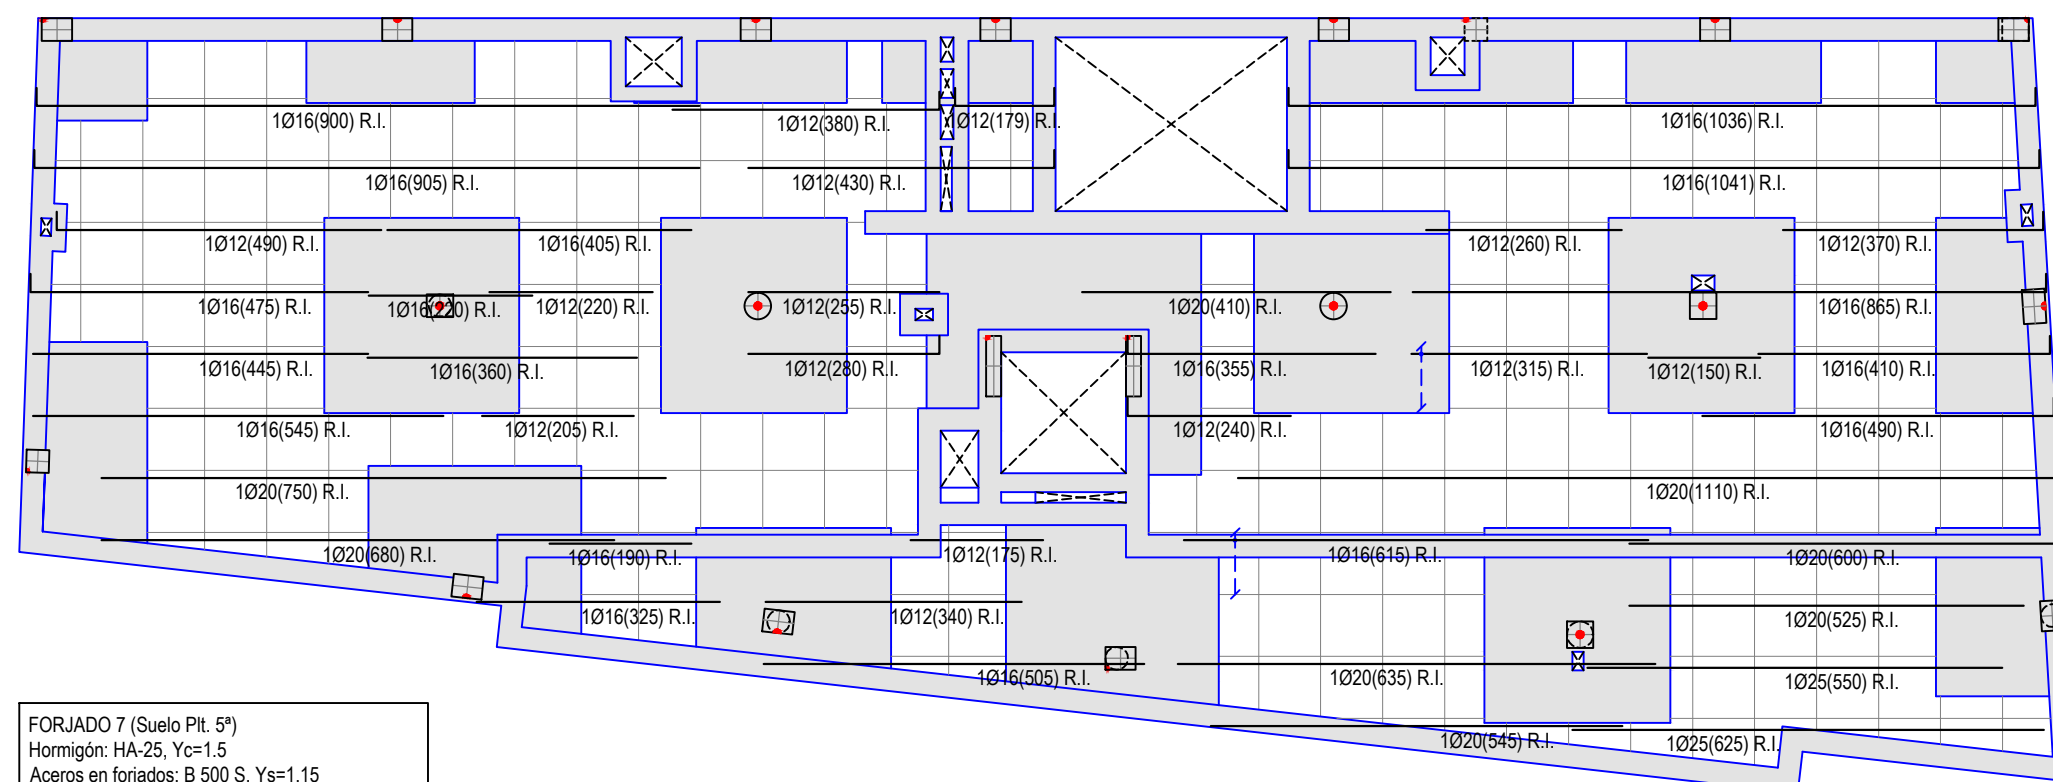 1Ø16(900) R.I.
1Ø12(380) R.I.
1Ø12(179) R.I.
1Ø16(1036) R.I.
1Ø16(905) R.I.
1Ø12(430) R.I.
1Ø16(1041) R.I.
1Ø12(490) R.I.
1Ø16(405) R.I.
1Ø12(260) R.I.
1Ø12(370) R.I.
1Ø16(475) R.I.
1Ø16(220) R.I.
1Ø12(220) R.I.
1Ø12(255) R.I.
1Ø20(410) R.I.
1Ø16(865) R.I.
1Ø16(445) R.I.
1Ø16(360) R.I.
1Ø12(280) R.I.
1Ø16(355) R.I.
1Ø12(315) R.I.
1Ø12(150) R.I.
1Ø16(410) R.I.
1Ø16(545) R.I.
1Ø12(205) R.I.
1Ø12(240) R.I.
1Ø16(490) R.I.
1Ø20(750) R.I.
1Ø20(1110) R.I.
1Ø20(680) R.I.
1Ø16(190) R.I.
1Ø12(175) R.I.
1Ø16(615) R.I.
1Ø20(600) R.I.
1Ø16(325) R.I.
1Ø12(340) R.I.
1Ø20(525) R.I.
1Ø16(505) R.I.
1Ø20(635) R.I.
1Ø25(550) R.I.
1Ø20(545) R.I.
1Ø25(625) R.I.
FORJADO 7 (Suelo Plt. 5ª)
Hormigón: HA-25, Yc=1.5
Aceros en forjados: B 500 S, Ys=1.15